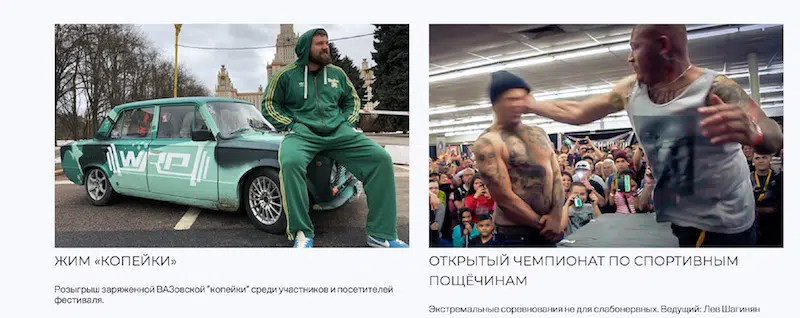 WRP
ЖИМ «КОПЕЙКИ»
Розыгрыш заряженной ВАЗовской "копейки" среди участников и посетителей
фестиваля.
ОТКРЫТЫЙ ЧЕМПИОНАТ ПО СПОРТИВНЫМ
ПОЩЁЧИНАМ
Экстремальные соревнования не для слабонервных. Ведущий: Лев Шагинян